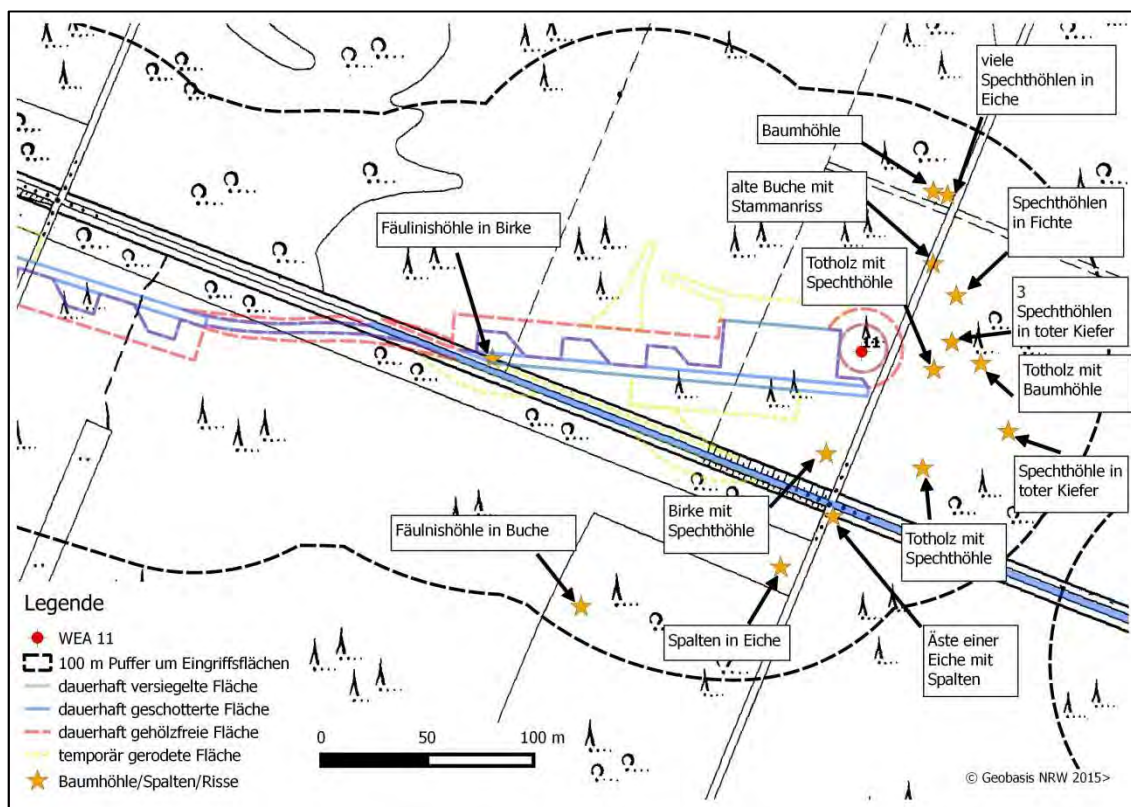 viele
Spechthöhlen in
Eiche
Baumhöhle
alte Buche mit
Stammanriss
Spechthöhlen
in Fichte
Fäulinishöhle in Birke
Totholz mit
Spechthöhle
3
Spechthöhlen
in toter Kiefer
11
Totholz mit
Baumhöhle
Spechthöhle in
toter Kiefer
Birke mit
Spechthöhle
Fäulnishöhle in Buche
Totholz mit
Spechthöhle
Spalten in Eiche
Äste einer
Eiche mit
Spalten
Legende
WEA 11
100 m Puffer um Eingriffsflächen
dauerhaft versiegelte Fläche
dauerhaft geschotterte Fläche
dauerhaft gehölzfreie Fläche
temporär gerodete Fläche
Baumhöhle/Spalten/Risse
0 50 100 m
© Geobasis NRW 2015>